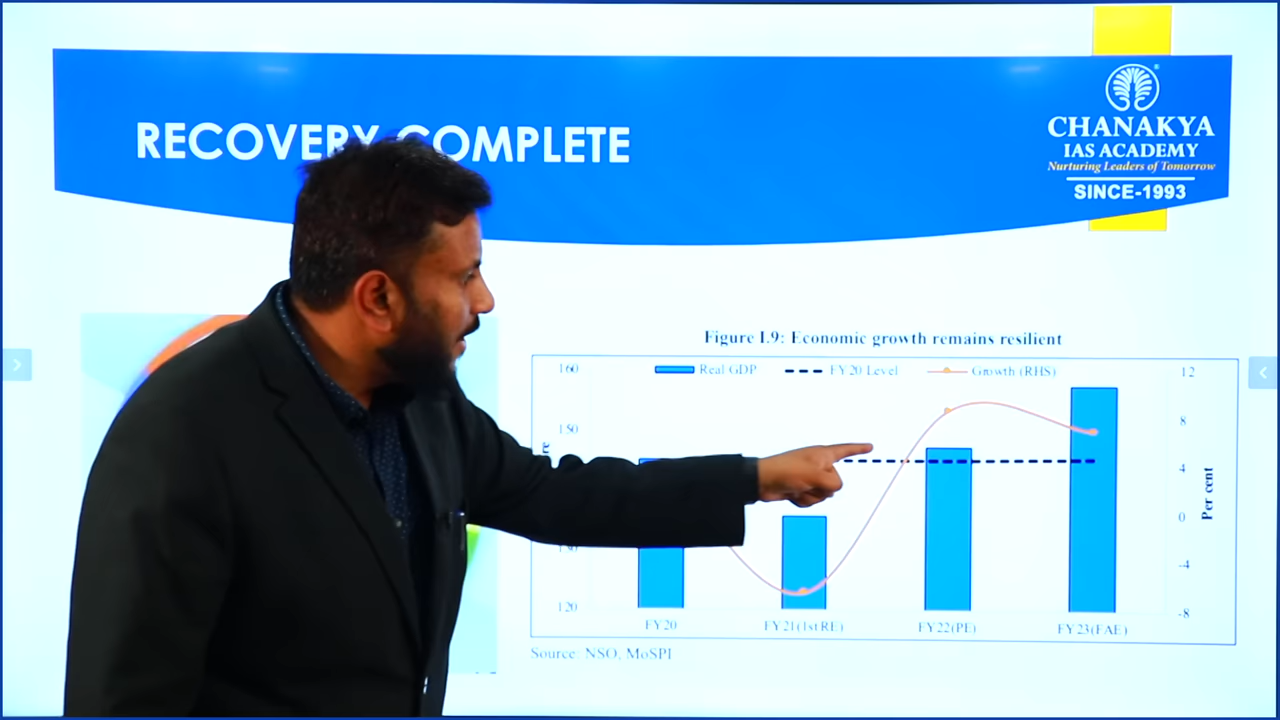 RECOVERY COMPLETE
CHANAKYA
IAS ACADEMY
Nurturing Leaders of Tomorrow
SINCE-1993
Figure I.9: Economic growth remains resilient
Real GDP
FY20 Level
Growth (RHS)
160
150
130
120
12
8
4
0
-4
-8
Per cent
FY20
FY21(1stRE)
FY22(PE)
FY23(FAE)
Source: NSO, MoSPI